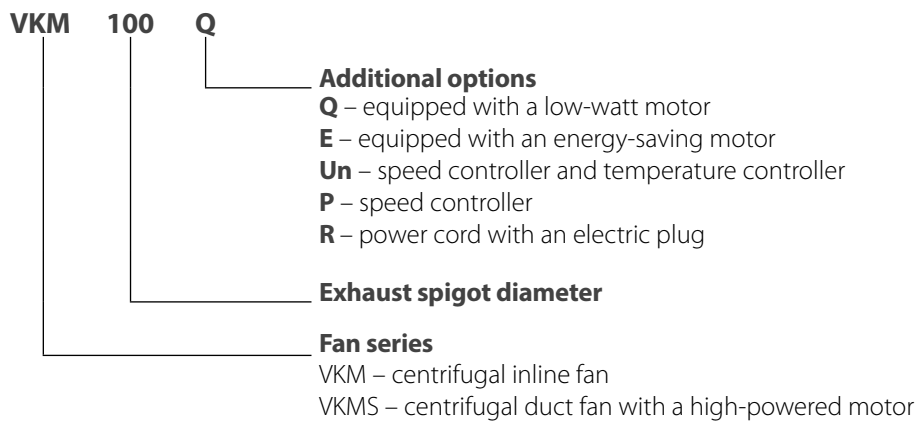 VKM 100 Q
Additional options
Q – equipped with a low-watt motor
E – equipped with an energy-saving motor
Un – speed controller and temperature controller
P – speed controller
R – power cord with an electric plug
Exhaust spigot diameter
Fan series
VKM – centrifugal inline fan
VKMS – centrifugal duct fan with a high-powered motor